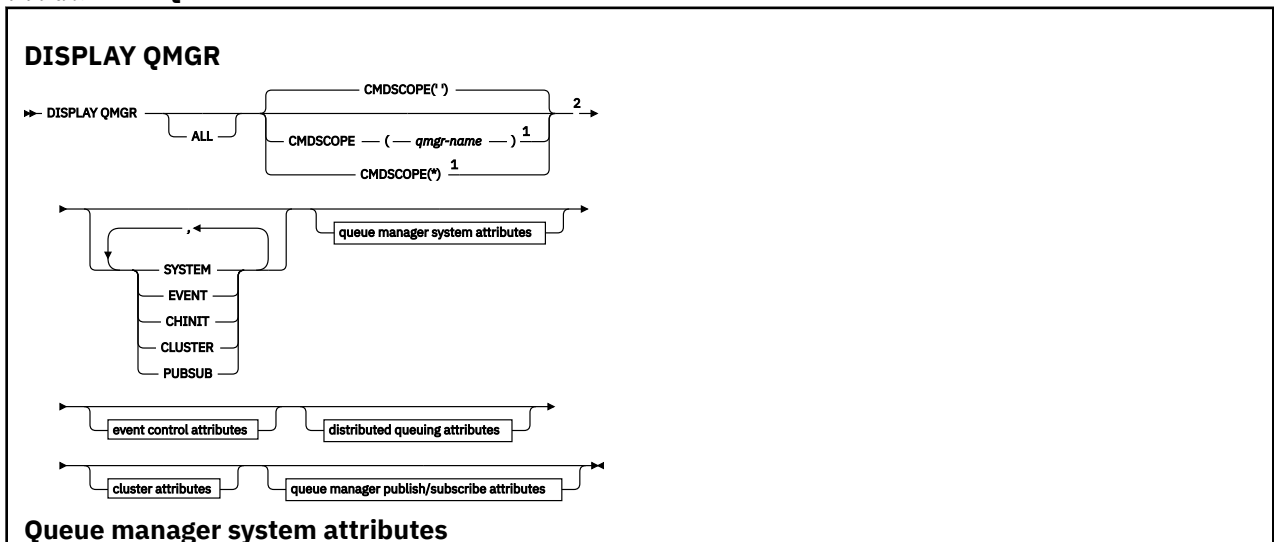 DISPLAY QMGR
CMDSCOPE(' ')
DISPLAY QMGR
2
ALL
CMDSCOPE ( qmgr-name ) 1
CMDSCOPE(*) 1
,
queue manager system attributes
SYSTEM
EVENT
CHINIT
CLUSTER
PUBSUB
event control attributes
distributed queuing attributes
cluster attributes
queue manager publish/subscribe attributes
Queue manager system attributes